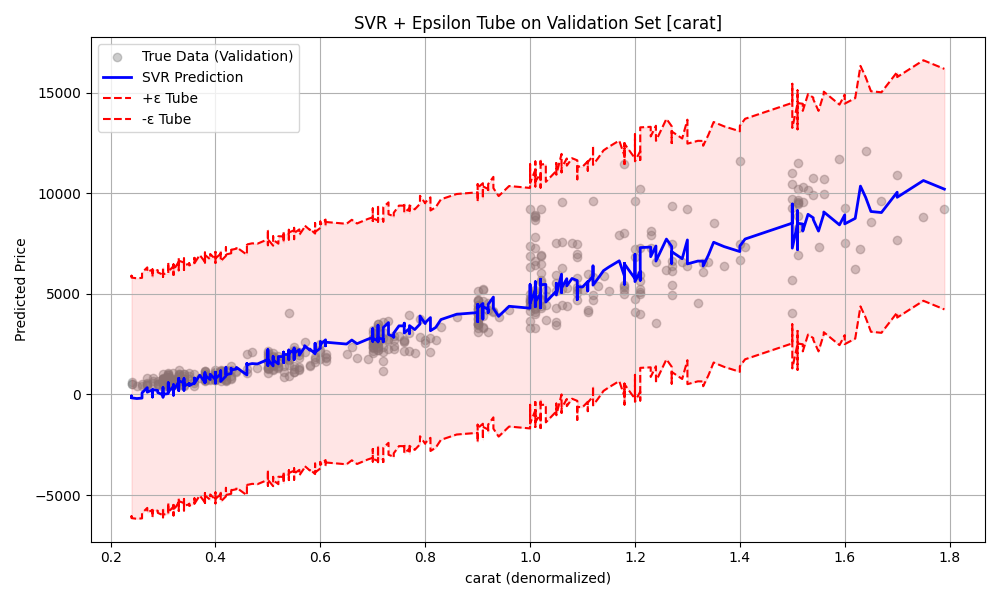 SVR + Epsilon Tube on Validation Set [carat]
True Data (Validation)
SVR Prediction
+ε Tube
-ε Tube
Predicted Price
15000
10000
5000
0
−5000
0.2 0.4 0.6 0.8 1.0 1.2 1.4 1.6 1.8
carat (denormalized)